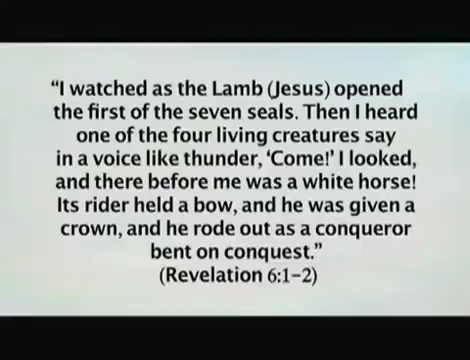 “I watched as the Lamb (Jesus) opened
the first of the seven seals. Then I heard
one of the four living creatures say
in a voice like thunder, ‘Come!’ I looked,
and there before me was a white horse!
Its rider held a bow, and he was given a
crown, and he rode out as a conqueror
bent on conquest.”
(Revelation 6:1–2)